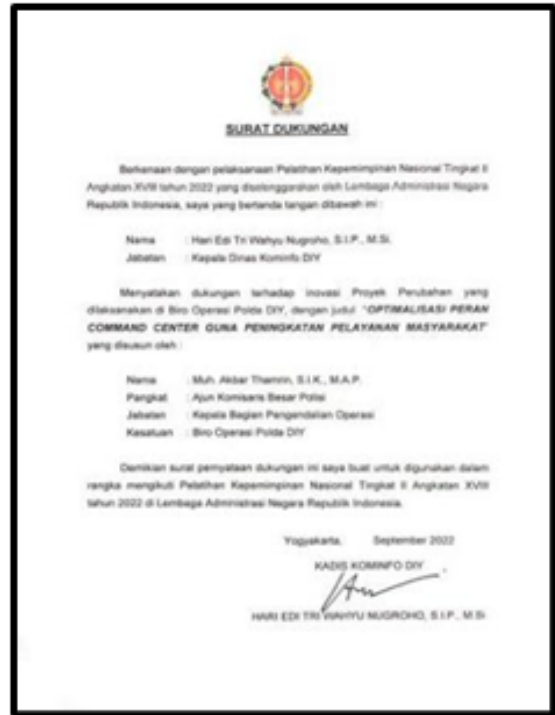 SURAT DUKUNGAN
Berkenaan dengan pelaksanaan Pelatihan Kepemimpinan Nasional Tingkat II
Angkatan XVIII tahun 2022 yang diselenggarakan oleh Lembaga Administrasi Negara
Republik Indonesia, saya yang bertanda tangan dibawah ini :
Nama : Hari Edi Tri Wahyu Nugroho, S.I.P., M.Si.
Jabatan : Kepala Dinas Kominfo DIY
Menyatakan dukungan terhadap inovasi Proyek Perubahan yang
dilaksanakan di Biro Operasi Polda DIY, dengan judul "OPTIMALISASI PERAN
COMMAND CENTER GUNA PENINGKATAN PELAYANAN MASYARAKAT"
yang disusun oleh :
Nama : Muh. Akbar Thamrin, S.I.K., M.A.P.
Pangkat : Ajun Komisaris Besar Polisi
Jabatan : Kepala Bagian Pengendalian Operasi
Kesatuan : Biro Operasi Polda DIY
Demikian surat pernyataan dukungan ini saya buat untuk digunakan dalam
rangka mengikuti Pelatihan Kepemimpinan Nasional Tingkat II Angkatan XVIII
tahun 2022 di Lembaga Administrasi Negara Republik Indonesia.
Yogyakarta, September 2022
KADIS KOMINFO DIY
HARI EDI TRI WAHYU NUGROHO, S.I.P., M.Si